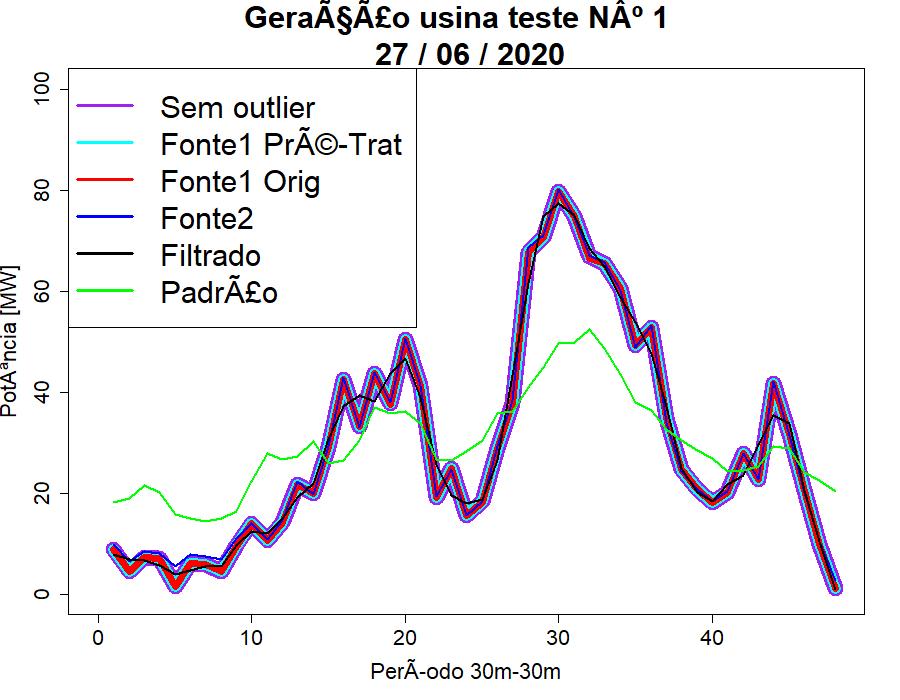 GeraÃ§Ã£o usina teste NÂº 1
27 / 06 / 2020
Sem outlier
Fonte1 PrÃ©-Trat
Fonte1 Orig
Fonte2
Filtrado
PadrÃ£o
PotÃªncia [MW]
100
80
60
40
20
0
0 10 20 30 40
PerÃ-odo 30m-30m